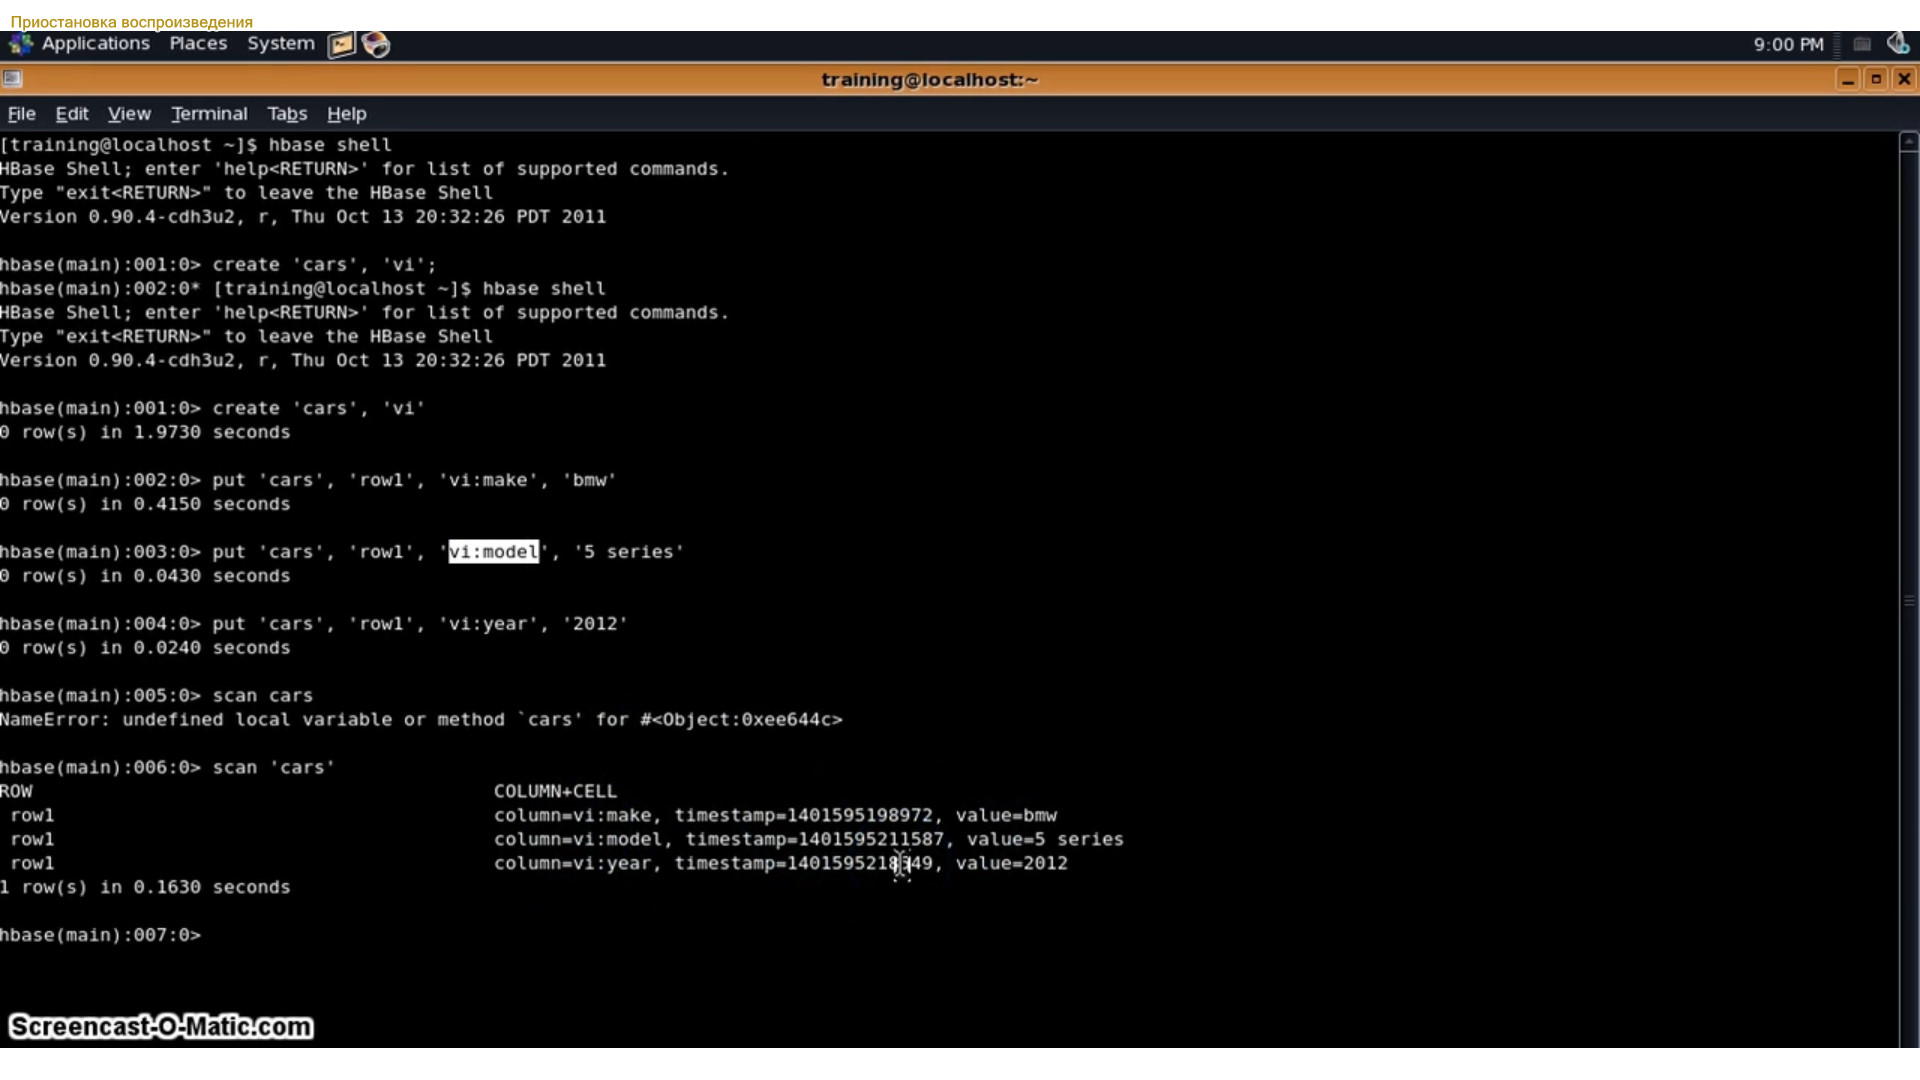 Приостановка воспроизведения
Applications Places System 9:00 PM
training@localhost:~
File Edit View Terminal Tabs Help
[training@localhost ~]$ hbase shell
HBase Shell; enter 'help<RETURN>' for list of supported commands.
Type "exit<RETURN>" to leave the HBase Shell
Version 0.90.4-cdh3u2, r, Thu Oct 13 20:32:26 PDT 2011
hbase(main):001:0> create 'cars', 'vi';
hbase(main):002:0* [training@localhost ~]$ hbase shell
HBase Shell; enter 'help<RETURN>' for list of supported commands.
Type "exit<RETURN>" to leave the HBase Shell
Version 0.90.4-cdh3u2, r, Thu Oct 13 20:32:26 PDT 2011
hbase(main):001:0> create 'cars', 'vi'
0 row(s) in 1.9730 seconds
hbase(main):002:0> put 'cars', 'row1', 'vi:make', 'bmw'
0 row(s) in 0.4150 seconds
hbase(main):003:0> put 'cars', 'row1', 'vi:model', '5 series'
0 row(s) in 0.0430 seconds
hbase(main):004:0> put 'cars', 'row1', 'vi:year', '2012'
0 row(s) in 0.0240 seconds
hbase(main):005:0> scan cars
NameError: undefined local variable or method `cars' for #<Object:0xee644c>
hbase(main):006:0> scan 'cars'
ROW COLUMN+CELL
row1 column=vi:make, timestamp=1401595198972, value=bmw
row1 column=vi:model, timestamp=1401595211587, value=5 series
row1 column=vi:year, value=2012
1 row(s) in 0.1630 seconds
hbase(main):007:0>
Screencast-O-Matic.com